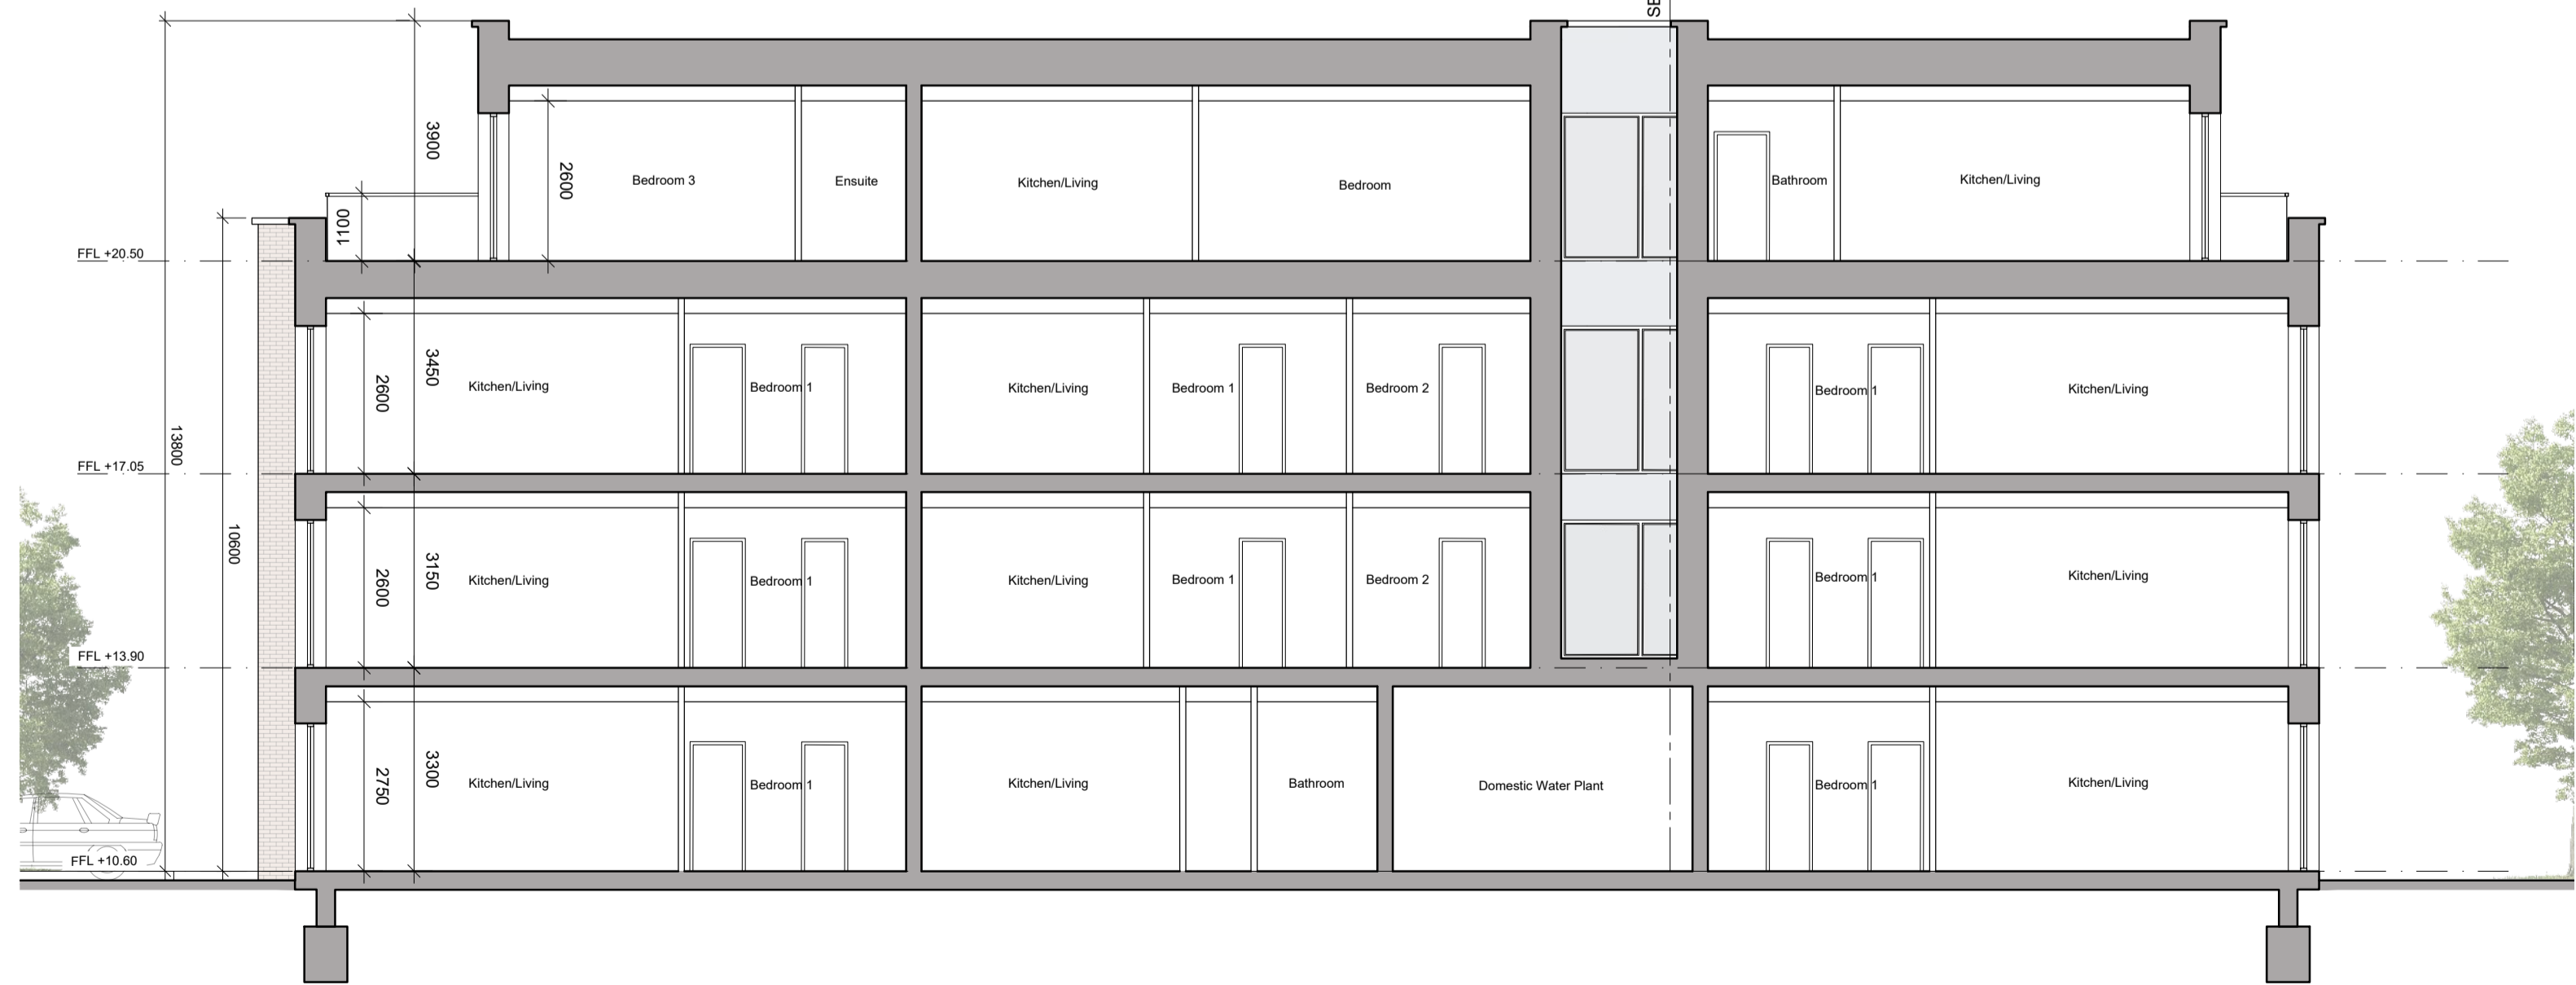 SE
3900
Bedroom 3
Ensuite
2600
Kitchen/Living
Bedroom
Bathroom
Kitchen/Living
1100
FFL +20.50
13800
3450
2600
Kitchen/Living
Bedroom 1
Kitchen/Living
Bedroom 1
Bedroom 2
Bedroom 1
Kitchen/Living
FFL +17.05
10600
3150
2600
Kitchen/Living
Bedroom 1
Kitchen/Living
Bedroom 1
Bedroom 2
Bedroom 1
Kitchen/Living
FFL +13.90
3300
2750
Kitchen/Living
Bedroom 1
Kitchen/Living
Bathroom
Domestic Water Plant
Bedroom 1
Kitchen/Living
FFL +10.60